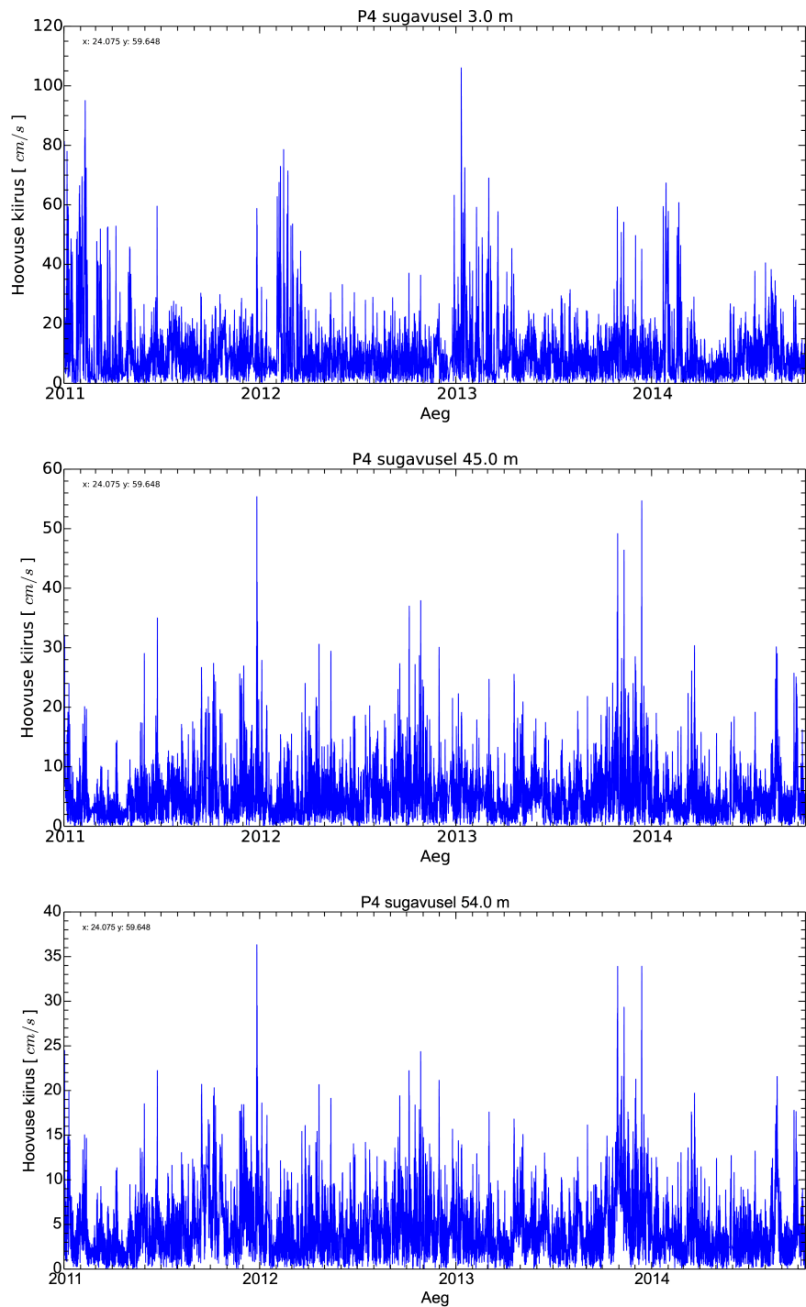 P4 sugavusel 3.0 m
120
x: 24.075 y: 59.648
100
80
60
40
20
0
Hoovuse kiirus [ cm/s ]
2011 2012 2013 2014
Aeg
P4 sugavusel 45.0 m
60
x: 24.075 y: 59.648
50
40
30
20
10
0
Hoovuse kiirus [ cm/s ]
2011 2012 2013 2014
Aeg
P4 sugavusel 54.0 m
40
x: 24.075 y: 59.648
35
30
25
20
15
10
5
0
Hoovuse kiirus [ cm/s ]
2011 2012 2013 2014
Aeg